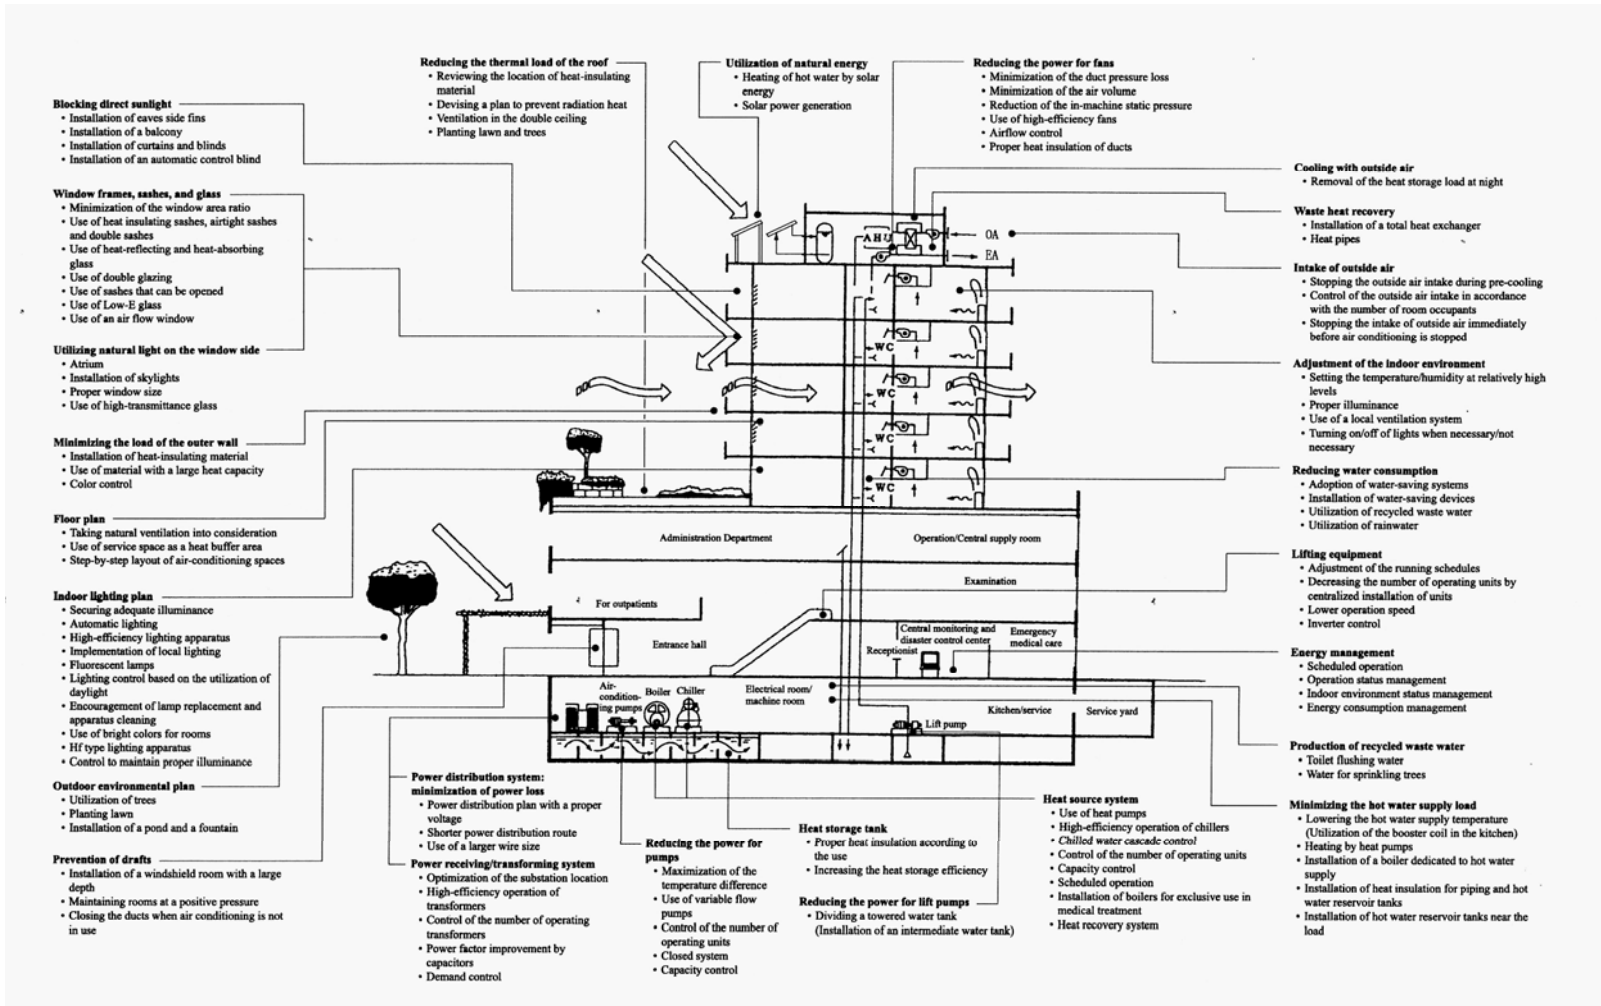 Reducing the thermal load of the roof
• Reviewing the location of heat-insulating
material
• Devising a plan to prevent radiation heat
• Ventilation in the double ceiling
• Planting lawn and trees
Utilization of natural energy
• Heating of hot water by solar
energy
• Solar power generation
Reducing the power for fans
• Minimization of the duct pressure loss
• Minimization of the air volume
• Reduction of the in-machine static pressure
• Use of high-efficiency fans
• Airflow control
• Proper heat insulation of ducts
Blocking direct sunlight
• Installation of eaves side fins
• Installation of a balcony
• Installation of curtains and blinds
• Installation of an automatic control blind
Window frames, sashes, and glass
• Minimization of the window area ratio
• Use of heat insulating sashes, airtight sashes
and double sashes
• Use of heat-reflecting and heat-absorbing
glass
• Use of double glazing
• Use of sashes that can be opened
• Use of Low-E glass
• Use of an air flow window
Utilizing natural light on the window side
• Atrium
• Installation of skylights
• Proper window size
• Use of high-transmittance glass
Minimizing the load of the outer wall
• Installation of heat-insulating material
• Use of material with a large heat capacity
• Color control
Floor plan
• Taking natural ventilation into consideration
• Use of service space as a heat buffer area
• Step-by-step layout of air-conditioning spaces
Indoor lighting plan
• Securing adequate illuminance
• Automatic lighting
• High-efficiency lighting apparatus
• Implementation of local lighting
• Fluorescent lamps
• Lighting control based on the utilization of
daylight
• Encouragement of lamp replacement and
apparatus cleaning
• Use of bright colors for rooms
• Hf type lighting apparatus
• Control to maintain proper illuminance
Outdoor environmental plan
• Utilization of trees
• Planting lawn
• Installation of a pond and a fountain
Prevention of drafts
• Installation of a windshield room with a large
depth
• Maintaining rooms at a positive pressure
• Closing the ducts when air conditioning is not
in use
AHU
OA
EA
WC
WC
WC
WC
Administration Department
Operation/Central supply room
Examination
For outpatients
Entrance hall
Central monitoring and
disaster control center
Receptionist
Emergency
medical care
Air-
condition-
ing pumps
Boiler
Chiller
Electrical room/
machine room
Kitchen/service
Service yard
Lift pump
Cooling with outside air
• Removal of the heat storage load at night
Waste heat recovery
• Installation of a total heat exchanger
• Heat pipes
Intake of outside air
• Stopping the outside air intake during pre-cooling
• Control of the outside air intake in accordance
with the number of room occupants
• Stopping the intake of outside air immediately
before air conditioning is stopped
Adjustment of the indoor environment
• Setting the temperature/humidity at relatively high
levels
• Proper illuminance
• Use of a local ventilation system
• Turning on/off of lights when necessary/not
necessary
Reducing water consumption
• Adoption of water-saving systems
• Installation of water-saving devices
• Utilization of recycled waste water
• Utilization of rainwater
Lifting equipment
• Adjustment of the running schedules
• Decreasing the number of operating units by
centralized installation of units
• Lower operation speed
• Inverter control
Energy management
• Scheduled operation
• Operation status management
• Indoor environment status management
• Energy consumption management
Production of recycled waste water
• Toilet flushing water
• Water for sprinkling trees
Minimizing the hot water supply load
• Lowering the hot water supply temperature
(Utilization of the booster coil in the kitchen)
• Heating by heat pumps
• Installation of a boiler dedicated to hot water
supply
• Installation of heat insulation for piping and hot
water reservoir tanks
• Installation of hot water reservoir tanks near the
load
Power distribution system:
minimization of power loss
• Power distribution plan with a proper
voltage
• Shorter power distribution route
• Use of a larger wire size
Power receiving/transforming system
• Optimization of the substation location
• High-efficiency operation of
transformers
• Control of the number of operating
transformers
• Power factor improvement by
capacitors
• Demand control
Reducing the power for
pumps
• Maximization of the
temperature difference
• Use of variable flow
pumps
• Control of the number of
operating units
• Closed system
• Capacity control
Heat storage tank
• Proper heat insulation according to
the use
• Increasing the heat storage efficiency
Reducing the power for lift pumps
• Dividing a towered water tank
(Installation of an intermediate water tank)
Heat source system
• Use of heat pumps
• High-efficiency operation of chillers
• Chilled water cascade control
• Control of the number of operating units
• Capacity control
• Scheduled operation
• Installation of boilers for exclusive use in
medical treatment
• Heat recovery system